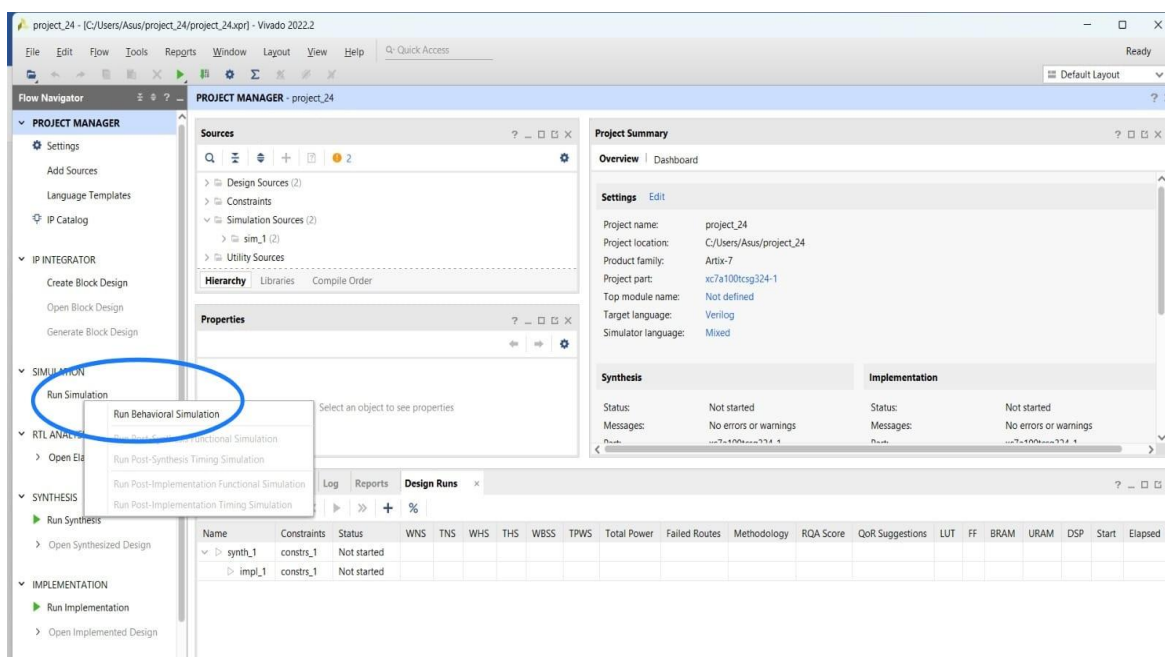 project_24 - [C:/Users/Asus/project_24/project_24.xpr] - Vivado 2022.2
File Edit Flow Tools Reports Window Layout View Help Quick Access
Ready
Default Layout
Flow Navigator
PROJECT MANAGER
Settings
Add Sources
Language Templates
IP Catalog
IP INTEGRATOR
Create Block Design
Open Block Design
Generate Block Design
SIMULATION
Run Simulation
Run Behavioral Simulation
Run Post-Synthesis Functional Simulation
Run Post-Synthesis Timing Simulation
Run Post-Implementation Functional Simulation
Run Post-Implementation Timing Simulation
RTL ANALYSIS
Open Ela
SYNTHESIS
Run Synthesis
Open Synthesized Design
IMPLEMENTATION
Run Implementation
Open Implemented Design
PROJECT MANAGER - project_24
Sources
2
Design Sources (2)
Constraints
Simulation Sources (2)
sim_1 (2)
Utility Sources
Hierarchy Libraries Compile Order
Properties
Select an object to see properties
Project Summary
Overview Dashboard
Settings Edit
Project name: project_24
Project location: C:/Users/Asus/project_24
Product family: Artix-7
Project part: xc7a100tcsg324-1
Top module name: Not defined
Target language: Verilog
Simulator language: Mixed
Synthesis Implementation
Status: Not started Status: Not started
Messages: No errors or warnings Messages: No errors or warnings
Part: xc7a100tcsg324-1 Part: xc7a100tcsg324-1
Log Reports Design Runs
Name Constraints Status WNS TNS WHS THS WBSS TPWS Total Power Failed Routes Methodology RQA Score QoR Suggestions LUT FF BRAM URAM DSP Start Elapsed
synth_1 constrs_1 Not started
impl_1 constrs_1 Not started